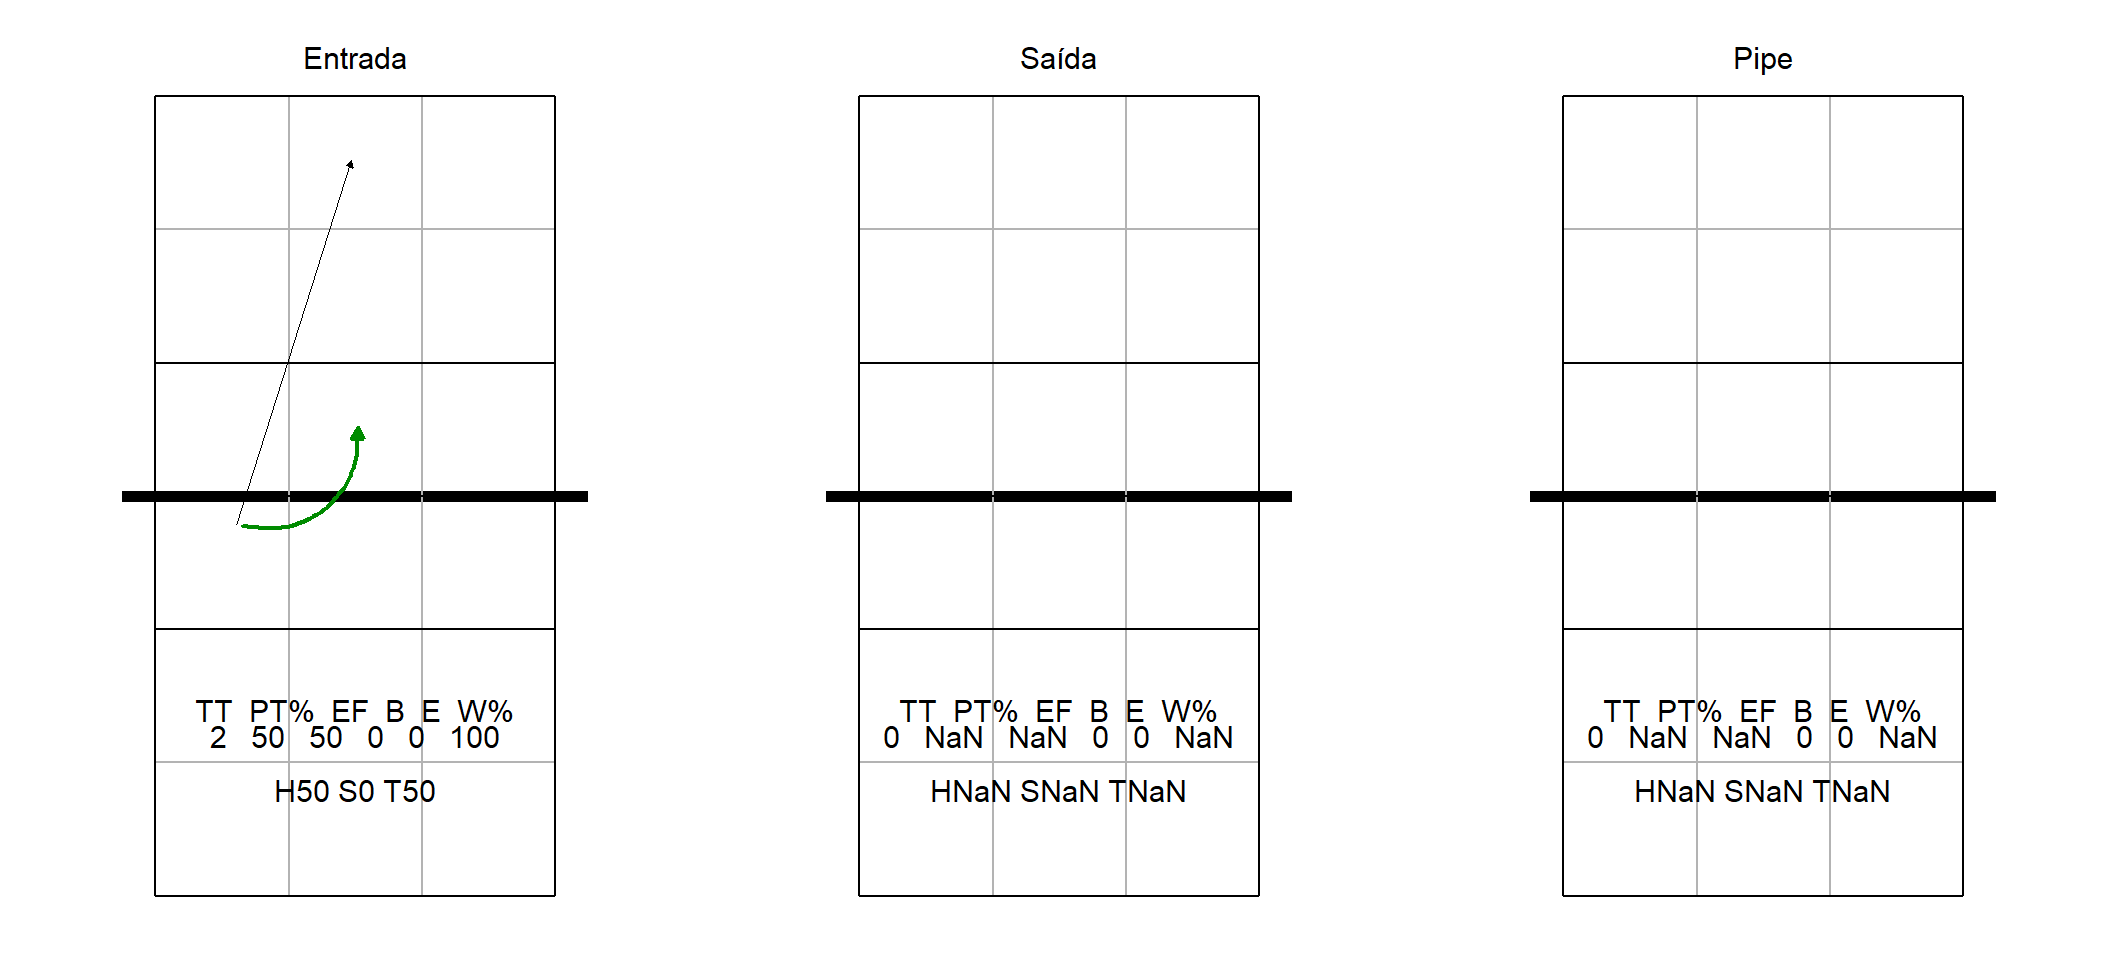 Entrada
TT PT% EF B E W%
2 50 50 0 0 100
H50 S0 T50
Saída
TT PT% EF B E W%
0 NaN NaN 0 0 NaN
HNaN SNaN TNaN
Pipe
TT PT% EF B E W%
0 NaN NaN 0 0 NaN
HNaN SNaN TNaN